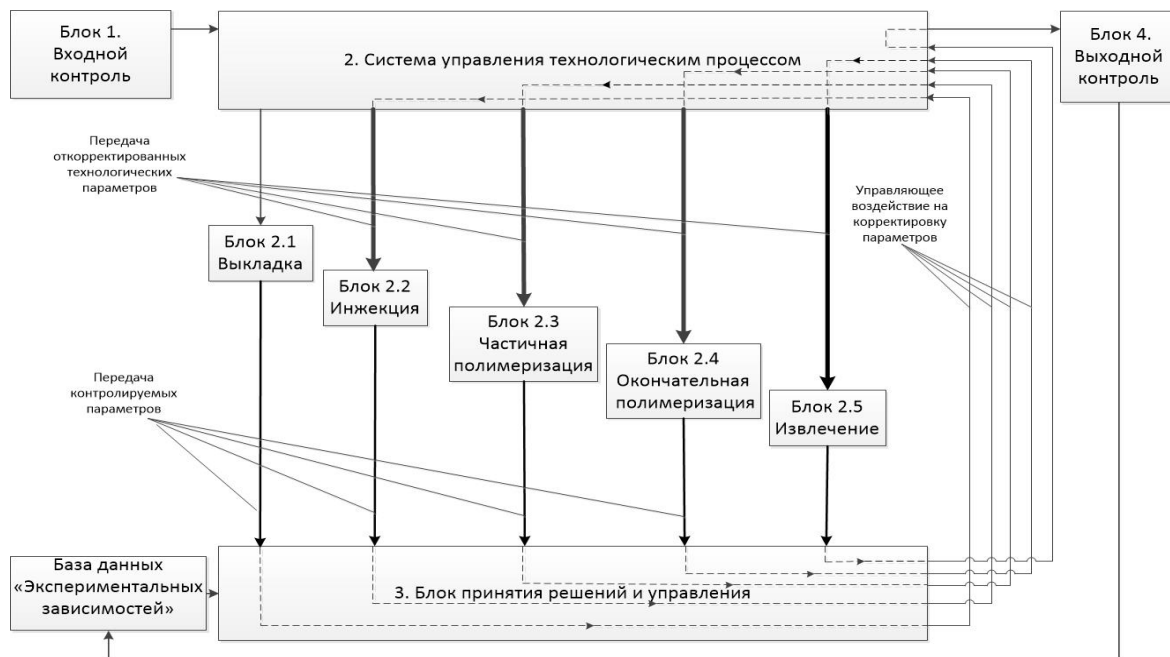 Блок 1.
Входной
контроль
2. Система управления технологическим процессом
Блок 4.
Выходной
контроль
Передача
откорректированных
технологических
параметров
Управляющее
воздействие на
корректировку
параметров
Блок 2.1
Выкладка
Блок 2.2
Инжекция
Блок 2.3
Частичная
полимеризация
Блок 2.4
Окончательная
полимеризация
Блок 2.5
Извлечение
Передача
контролируемых
параметров
База данных
«Экспериментальных
зависимостей»
3. Блок принятия решений и управления